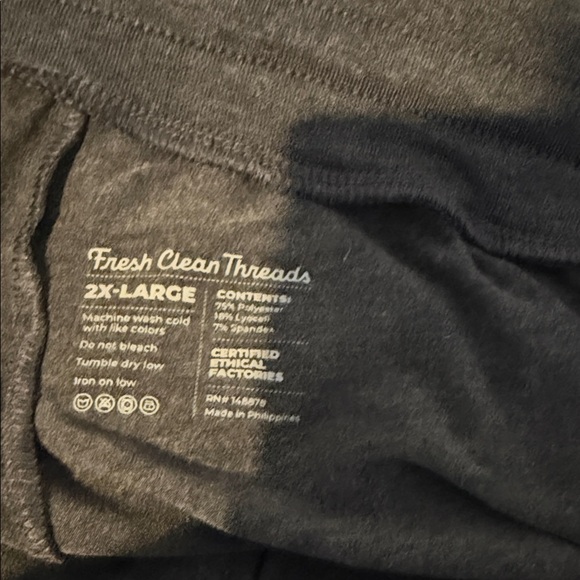 Fresh Clean Threads
2X-LARGE
Machine wash cold
with like colors
Do not bleach
Tumble dry low
Iron on low
CONTENTS:
75% Polyester
18% Lyocell
7% Spandex
CERTIFIED
ETHICAL
FACTORIES
RN# 148878
Made in Philippines